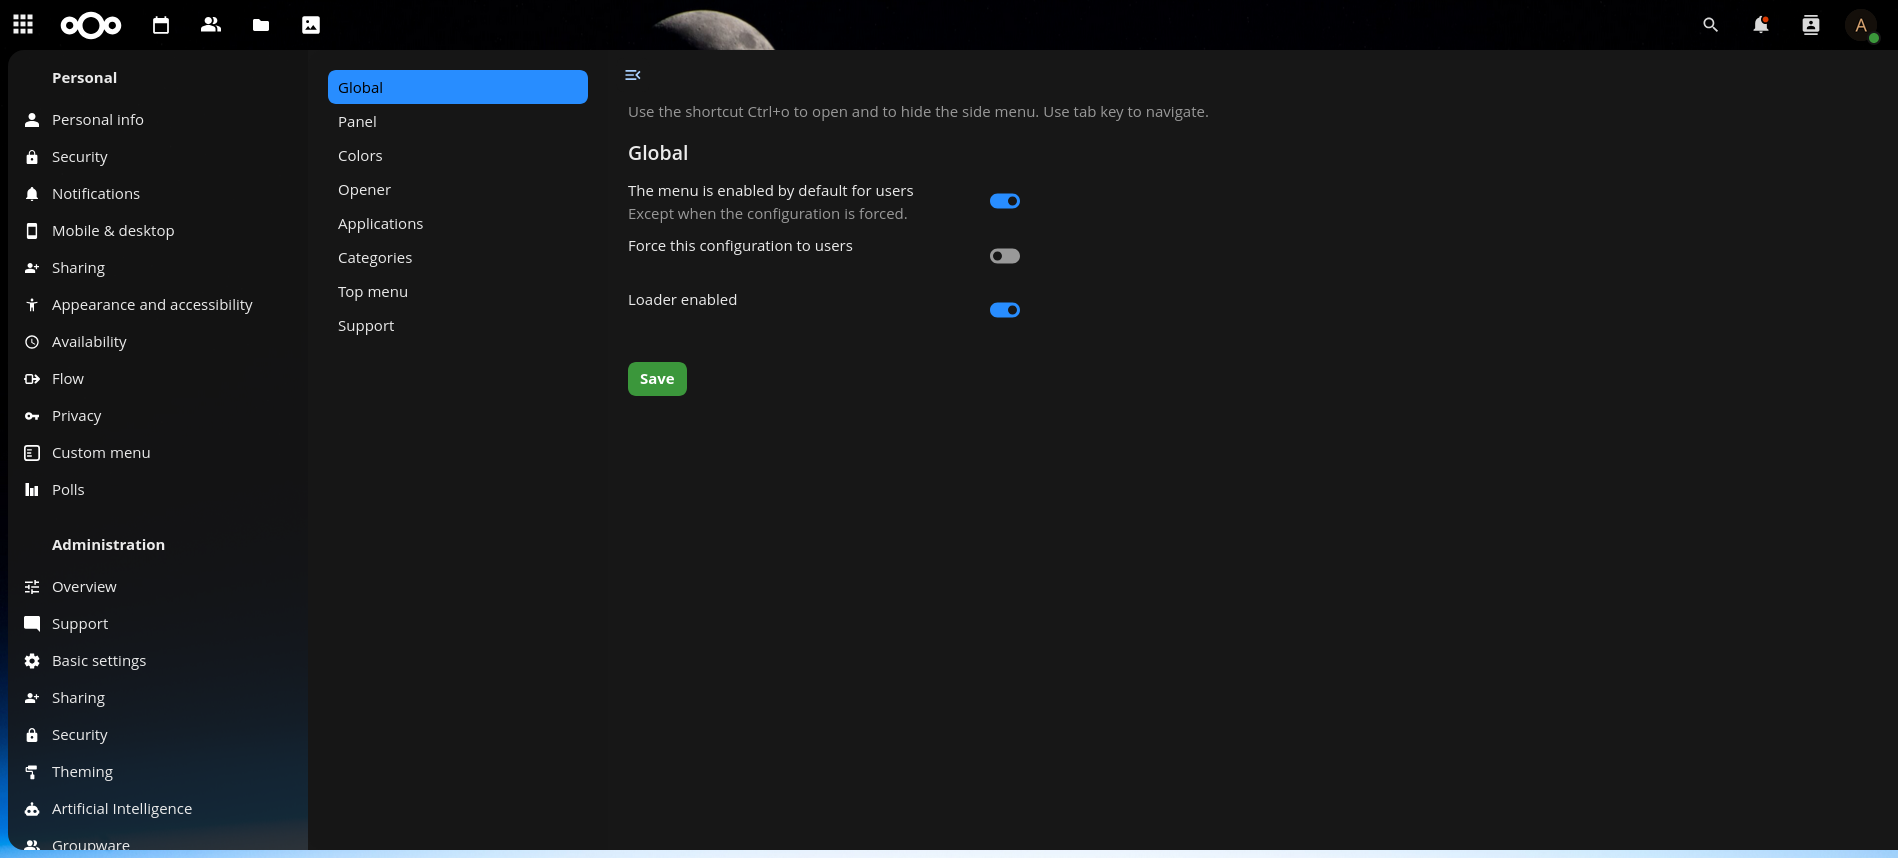 A
Personal
Personal info
Security
Notifications
Mobile & desktop
Sharing
Appearance and accessibility
Availability
Flow
Privacy
Custom menu
Polls
Administration
Overview
Support
Basic settings
Sharing
Security
Theming
Artificial Intelligence
Groupware
Global
Panel
Colors
Opener
Applications
Categories
Top menu
Support
Use the shortcut Ctrl+o to open and to hide the side menu. Use tab key to navigate.
Global
The menu is enabled by default for users
Except when the configuration is forced.
Force this configuration to users
Loader enabled
Save